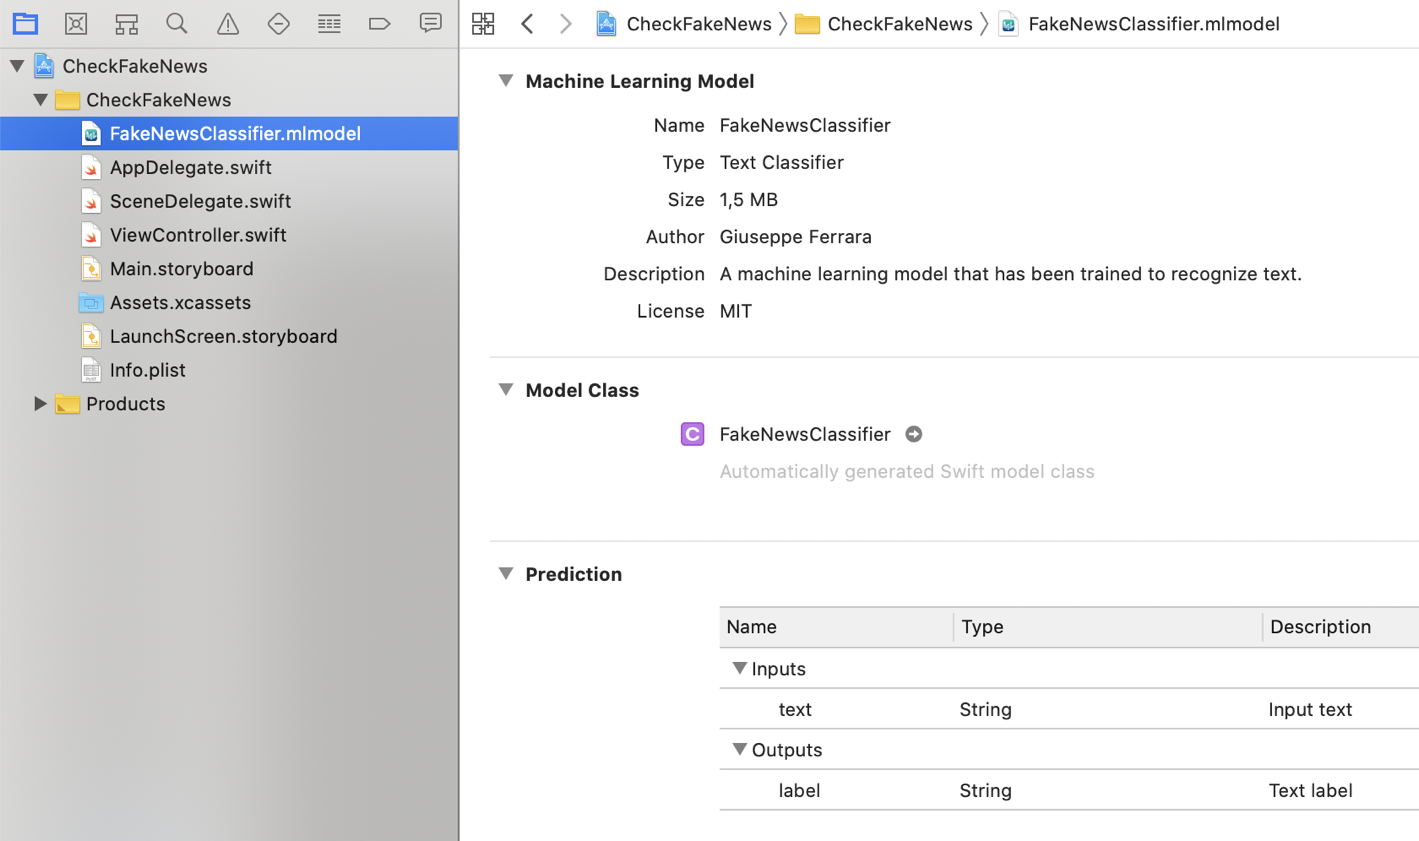 CheckFakeNews
CheckFakeNews
FakeNewsClassifier.mlmodel
AppDelegate.swift
SceneDelegate.swift
ViewController.swift
Main.storyboard
Assets.xcassets
LaunchScreen.storyboard
Info.plist
Products
CheckFakeNews CheckFakeNews FakeNewsClassifier.mlmodel
Machine Learning Model
Name FakeNewsClassifier
Type Text Classifier
Size 1,5 MB
Author Giuseppe Ferrara
Description A machine learning model that has been trained to recognize text.
License MIT
Model Class
C FakeNewsClassifier
Automatically generated Swift model class
Prediction
Name Type Description
Inputs
text String Input text
Outputs
label String Text label